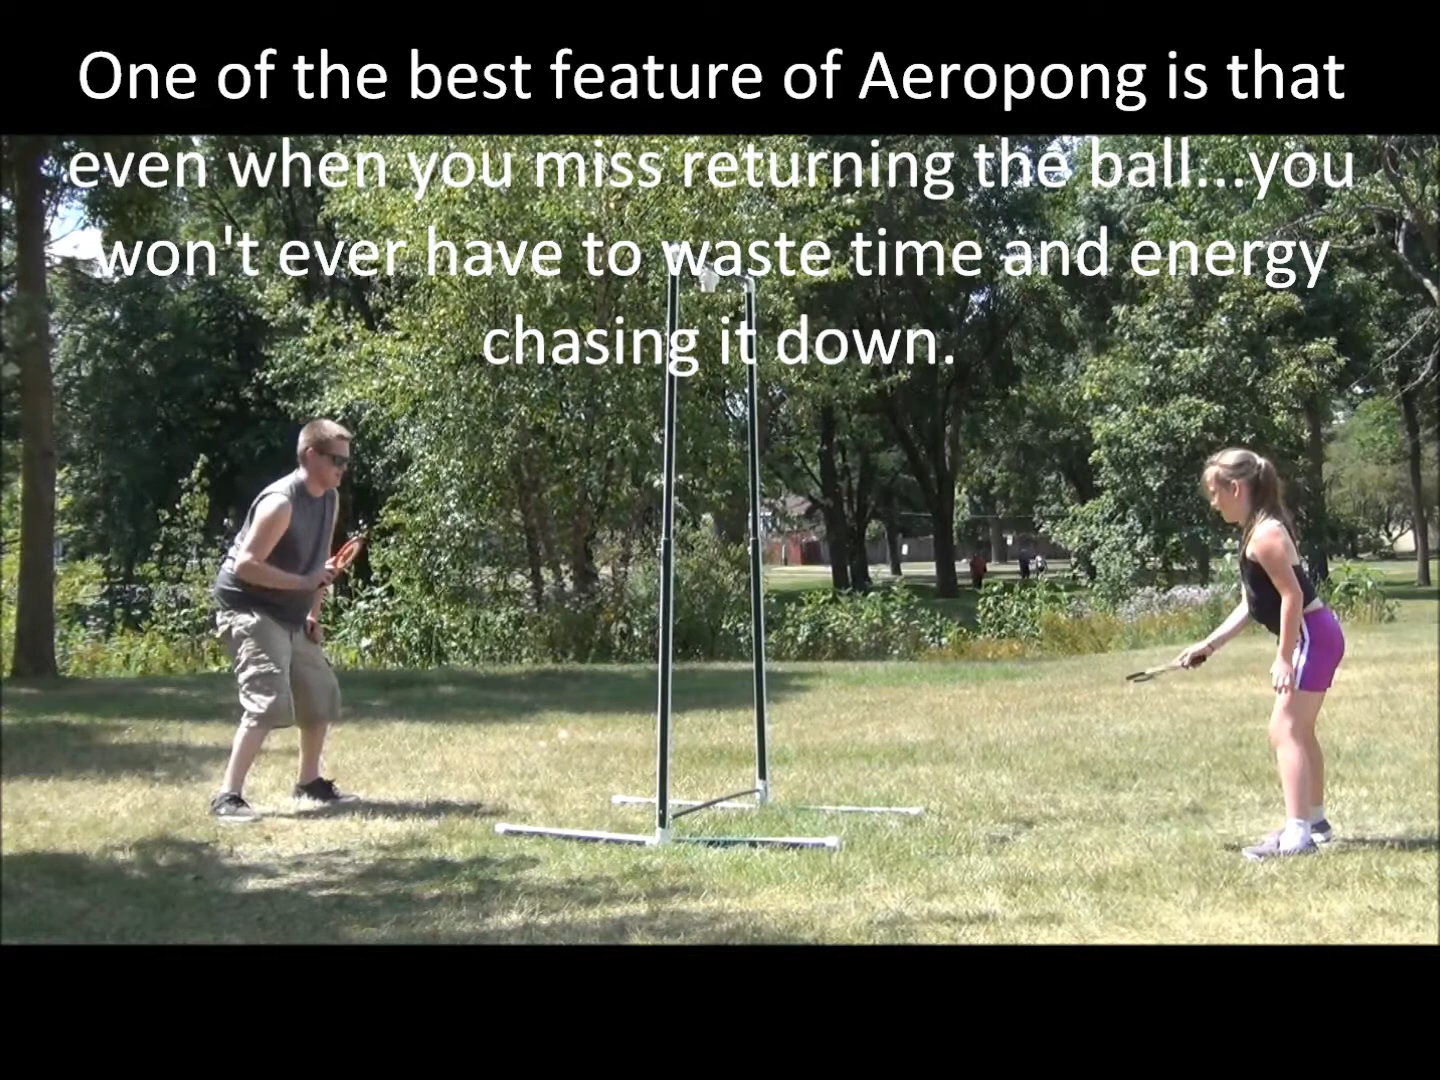 One of the best feature of Aeropong is that
even when you miss returning the ball...you
won't ever have to waste time and energy
chasing it down.